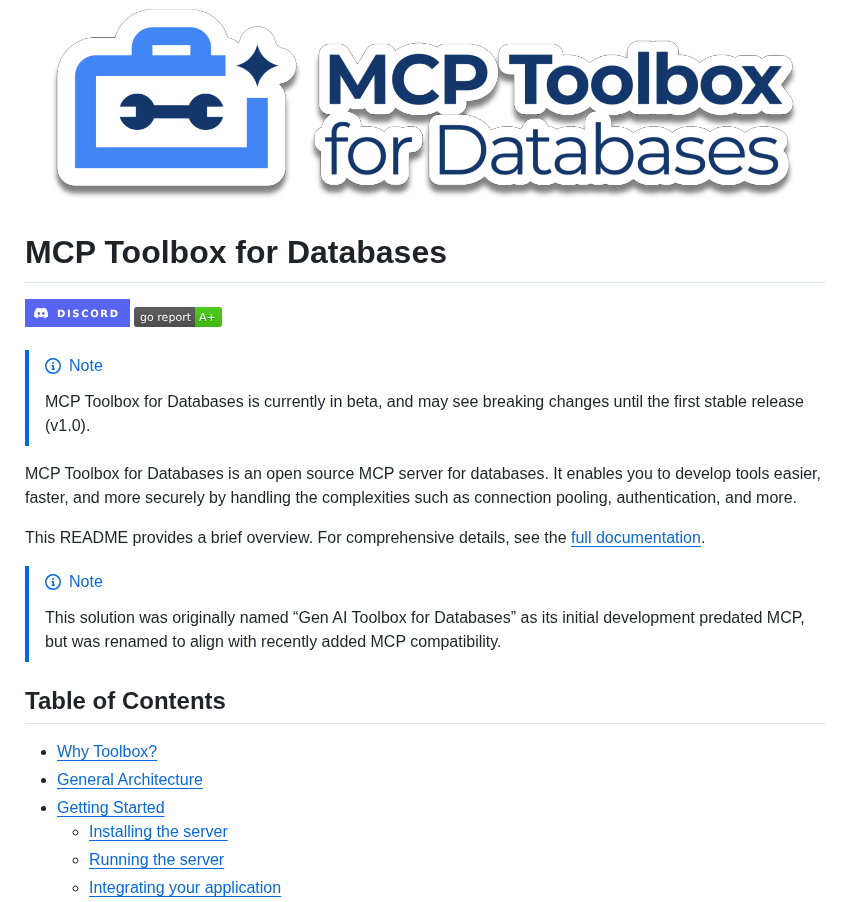 MCP Toolbox
for Databases
MCP Toolbox for Databases
DISCORD
go report A+
Note
MCP Toolbox for Databases is currently in beta, and may see breaking changes until the first stable release
(v1.0).
MCP Toolbox for Databases is an open source MCP server for databases. It enables you to develop tools easier,
faster, and more securely by handling the complexities such as connection pooling, authentication, and more.
This README provides a brief overview. For comprehensive details, see the full documentation.
Note
This solution was originally named “Gen AI Toolbox for Databases” as its initial development predated MCP,
but was renamed to align with recently added MCP compatibility.
Table of Contents
Why Toolbox?
General Architecture
Getting Started
Installing the server
Running the server
Integrating your application